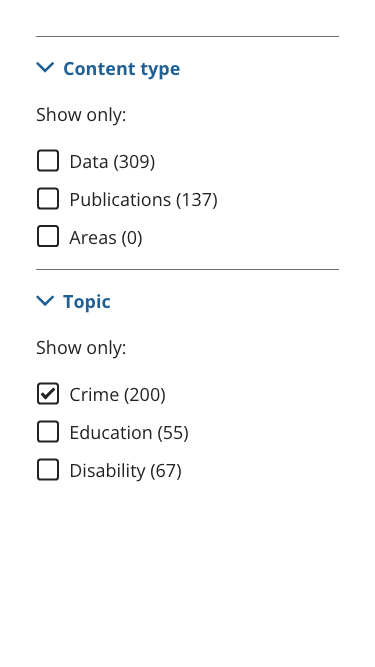 Content type
Show only:
Data (309)
Publications (137)
Areas (0)
Topic
Show only:
Crime (200)
Education (55)
Disability (67)